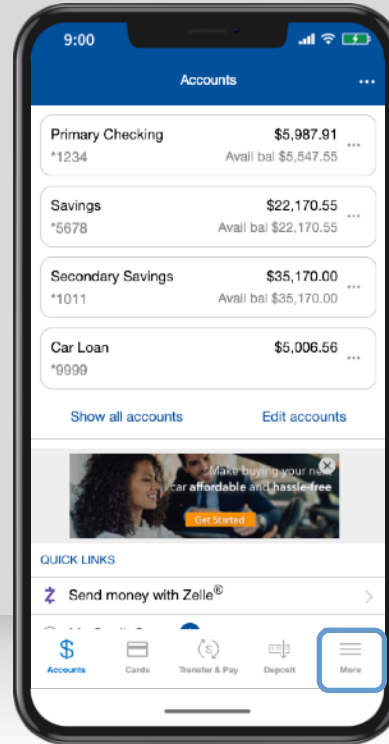 9:00
Accounts
...
Primary Checking $5,987.91 ...
*1234 Avail bal $5,547.55
Savings $22,170.55 ...
*5678 Avail bal $22,170.55
Secondary Savings $35,170.00 ...
*1011 Avail bal $35,170.00
Car Loan $5,006.56 ...
*9999
Show all accounts Edit accounts
Make buying your next
car affordable and hassle-free
Get Started
QUICK LINKS
Send money with Zelle®
$
Accounts Cards Transfer & Pay Deposit More